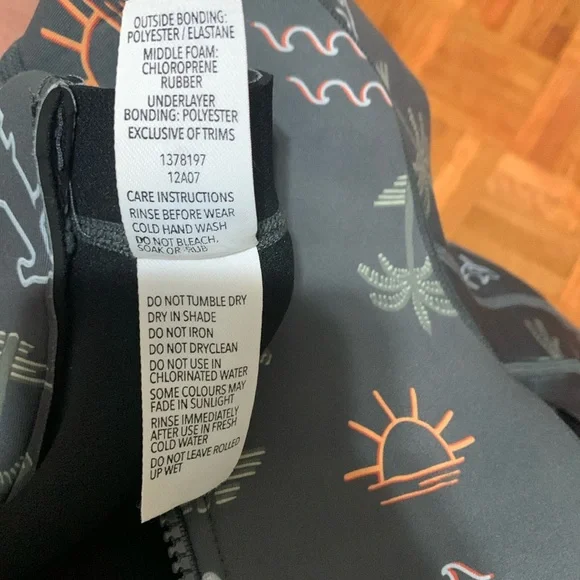 OUTSIDE BONDING:
POLYESTER / ELASTANE
MIDDLE FOAM:
CHLOROPRENE
RUBBER
UNDERLAYER
BONDING: POLYESTER
EXCLUSIVE OF TRIMS
1378197
12A07
CARE INSTRUCTIONS
RINSE BEFORE WEAR
COLD HAND WASH
DO NOT BLEACH,
SOAK OR RUB
DO NOT TUMBLE DRY
DRY IN SHADE
DO NOT IRON
DO NOT DRYCLEAN
DO NOT USE IN
CHLORINATED WATER
SOME COLOURS MAY
FADE IN SUNLIGHT
RINSE IMMEDIATELY
AFTER USE IN FRESH
COLD WATER
DO NOT LEAVE ROLLED
UP WET